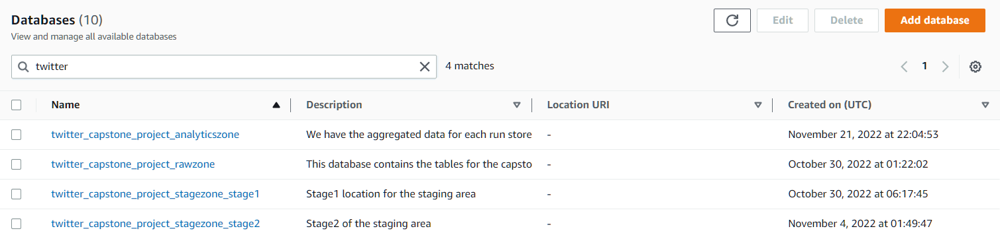 Databases (10)
View and manage all available databases
Edit
Delete
Add database
twitter
4 matches
1
Name Description Location URI Created on (UTC)
twitter_capstone_project_analyticszone We have the aggregated data for each run store - November 21, 2022 at 22:04:53
twitter_capstone_project_rawzone This database contains the tables for the capsto - October 30, 2022 at 01:22:02
twitter_capstone_project_stagezone_stage1 Stage1 location for the staging area - October 30, 2022 at 06:17:45
twitter_capstone_project_stagezone_stage2 Stage2 of the staging area - November 4, 2022 at 01:49:47